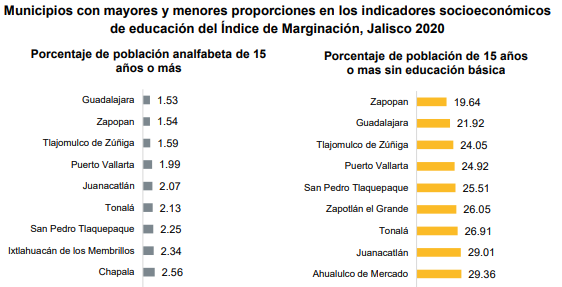 Municipios con mayores y menores proporciones en los indicadores socioeconómicos
de educación del Índice de Marginación, Jalisco 2020
Porcentaje de población analfabeta de 15
años o más
Guadalajara 1.53
Zapopan 1.54
Tlajomulco de Zúñiga 1.59
Puerto Vallarta 1.99
Juanacatlán 2.07
Tonalá 2.13
San Pedro Tlaquepaque 2.25
Ixtlahuacán de los Membrillos 2.34
Chapala 2.56
Porcentaje de población de 15 años
o mas sin educación básica
Zapopan 19.64
Guadalajara 21.92
Tlajomulco de Zúñiga 24.05
Puerto Vallarta 24.92
San Pedro Tlaquepaque 25.51
Zapotlán el Grande 26.05
Tonalá 26.91
Juanacatlán 29.01
Ahualulco de Mercado 29.36